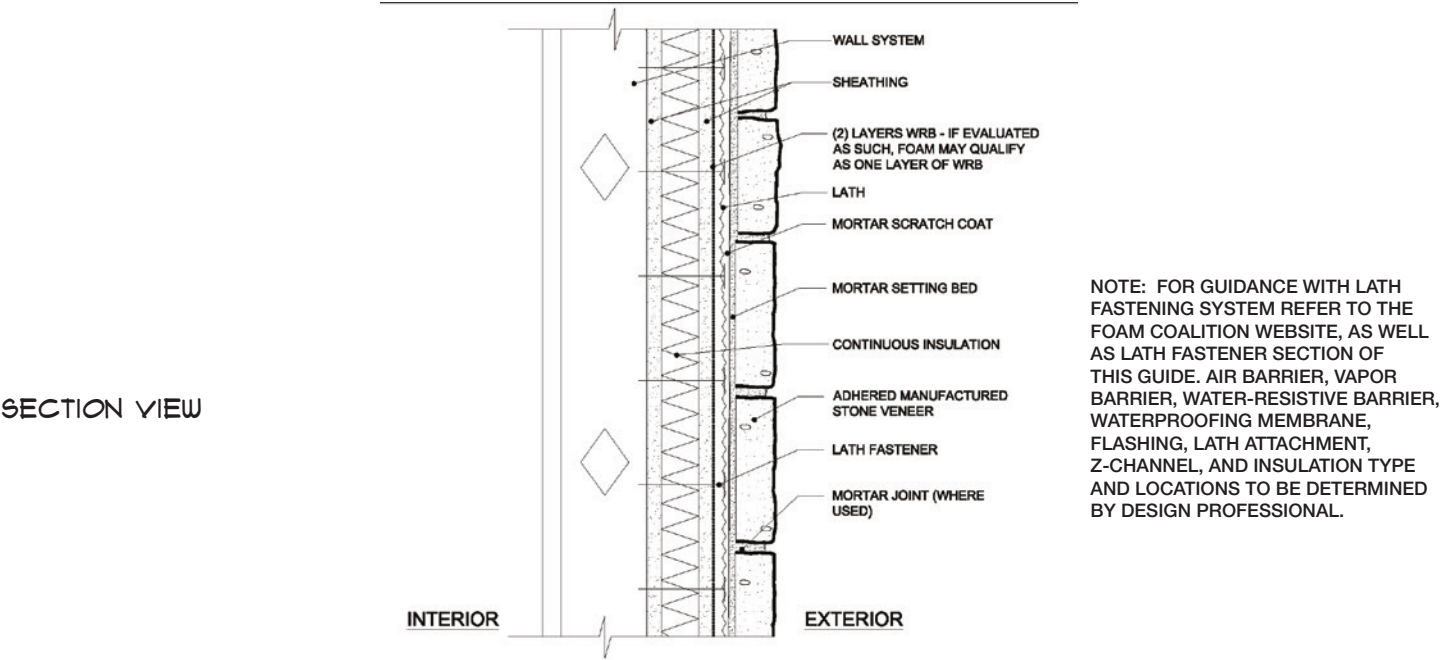 WALL SYSTEM
SHEATHING
(2) LAYERS WRB - IF EVALUATED
AS SUCH, FOAM MAY QUALIFY
AS ONE LAYER OF WRB
LATH
MORTAR SCRATCH COAT
MORTAR SETTING BED
CONTINUOUS INSULATION
ADHERED MANUFACTURED
STONE VENEER
LATH FASTENER
MORTAR JOINT (WHERE
USED)
INTERIOR
EXTERIOR
SECTION VIEW
NOTE: FOR GUIDANCE WITH LATH
FASTENING SYSTEM REFER TO THE
FOAM COALITION WEBSITE, AS WELL
AS LATH FASTENER SECTION OF
THIS GUIDE. AIR BARRIER, VAPOR
BARRIER, WATER-RESISTIVE BARRIER,
WATERPROOFING MEMBRANE,
FLASHING, LATH ATTACHMENT,
Z-CHANNEL, AND INSULATION TYPE
AND LOCATIONS TO BE DETERMINED
BY DESIGN PROFESSIONAL.